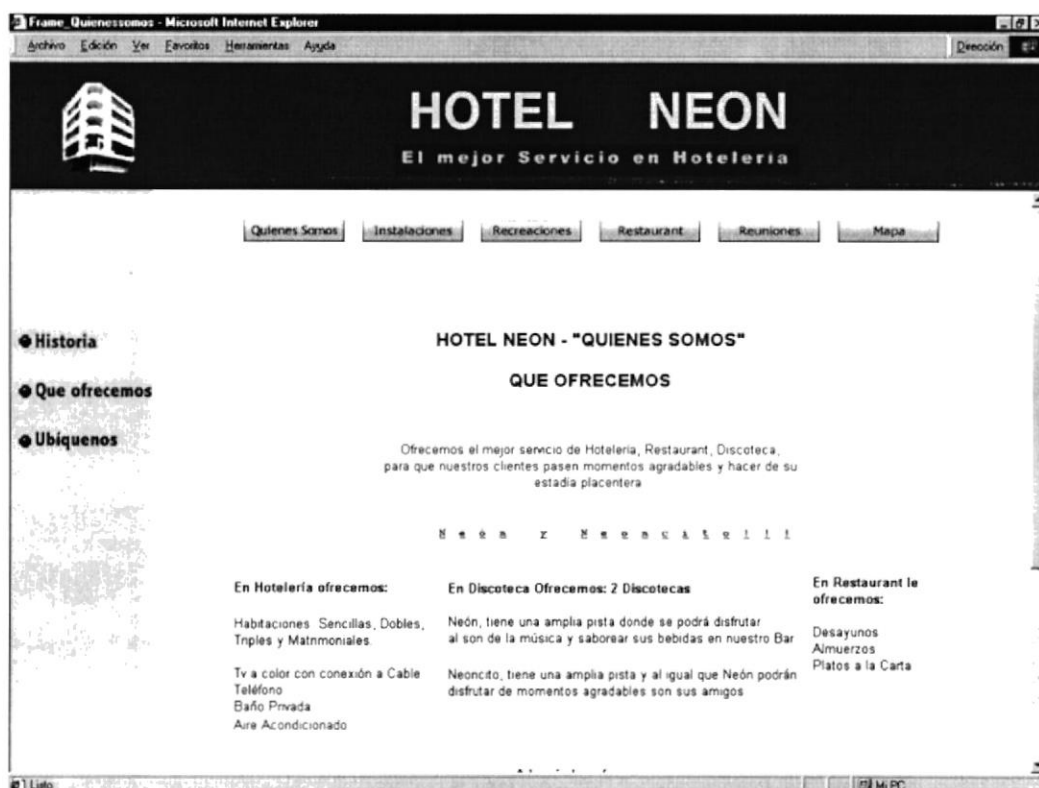 Frame_Quienessomos - Microsoft Internet Explorer
Archivo Edición Ver Favoritos Herramientas Ayuda Dirección
HOTEL NEON
El mejor Servicio en Hotelería
Quienes Somos Instalaciones Recreaciones Restaurant Reuniones Mapa
Historia
Que ofrecemos
Ubíquenos
HOTEL NEON - "QUIENES SOMOS"
QUE OFRECEMOS
Ofrecemos el mejor servicio de Hotelería, Restaurant, Discoteca,
para que nuestros clientes pasen momentos agradables y hacer de su
estadía placentera
En Hotelería ofrecemos:
Habitaciones Sencillas, Dobles,
Triples y Matrimoniales.
Tv a color con conexión a Cable
Teléfono
Baño Privada
Aire Acondicionado
En Discoteca Ofrecemos: 2 Discotecas
Neón, tiene una amplia pista donde se podrá disfrutar
al son de la música y saborear sus bebidas en nuestro Bar
Neoncito, tiene una amplia pista y al igual que Neón podrán
disfrutar de momentos agradables son sus amigos
En Restaurant le
ofrecemos:
Desayunos
Almuerzos
Platos a la Carta
Listo
Mi PC